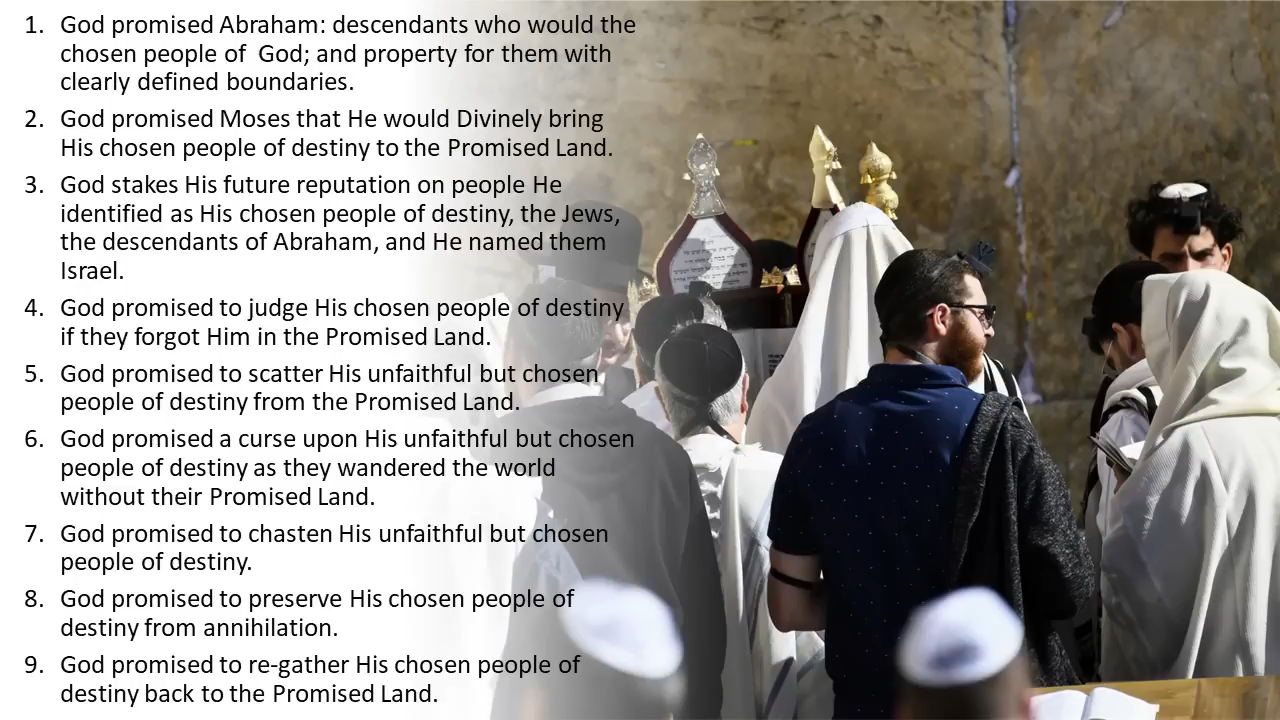 1. God promised Abraham: descendants who would the
chosen people of  God; and property for them with
clearly defined boundaries.
2. God promised Moses that He would Divinely bring
His chosen people of destiny to the Promised Land.
3. God stakes His future reputation on people He
identified as His chosen people of destiny, the Jews,
the descendants of Abraham, and He named them
Israel.
4. God promised to judge His chosen people of destiny
if they forgot Him in the Promised Land.
5. God promised to scatter His unfaithful but chosen
people of destiny from the Promised Land.
6. God promised a curse upon His unfaithful but chosen
people of destiny as they wandered the world
without their Promised Land.
7. God promised to chasten His unfaithful but chosen
people of destiny.
8. God promised to preserve His chosen people of
destiny from annihilation.
9. God promised to re-gather His chosen people of
destiny back to the Promised Land.